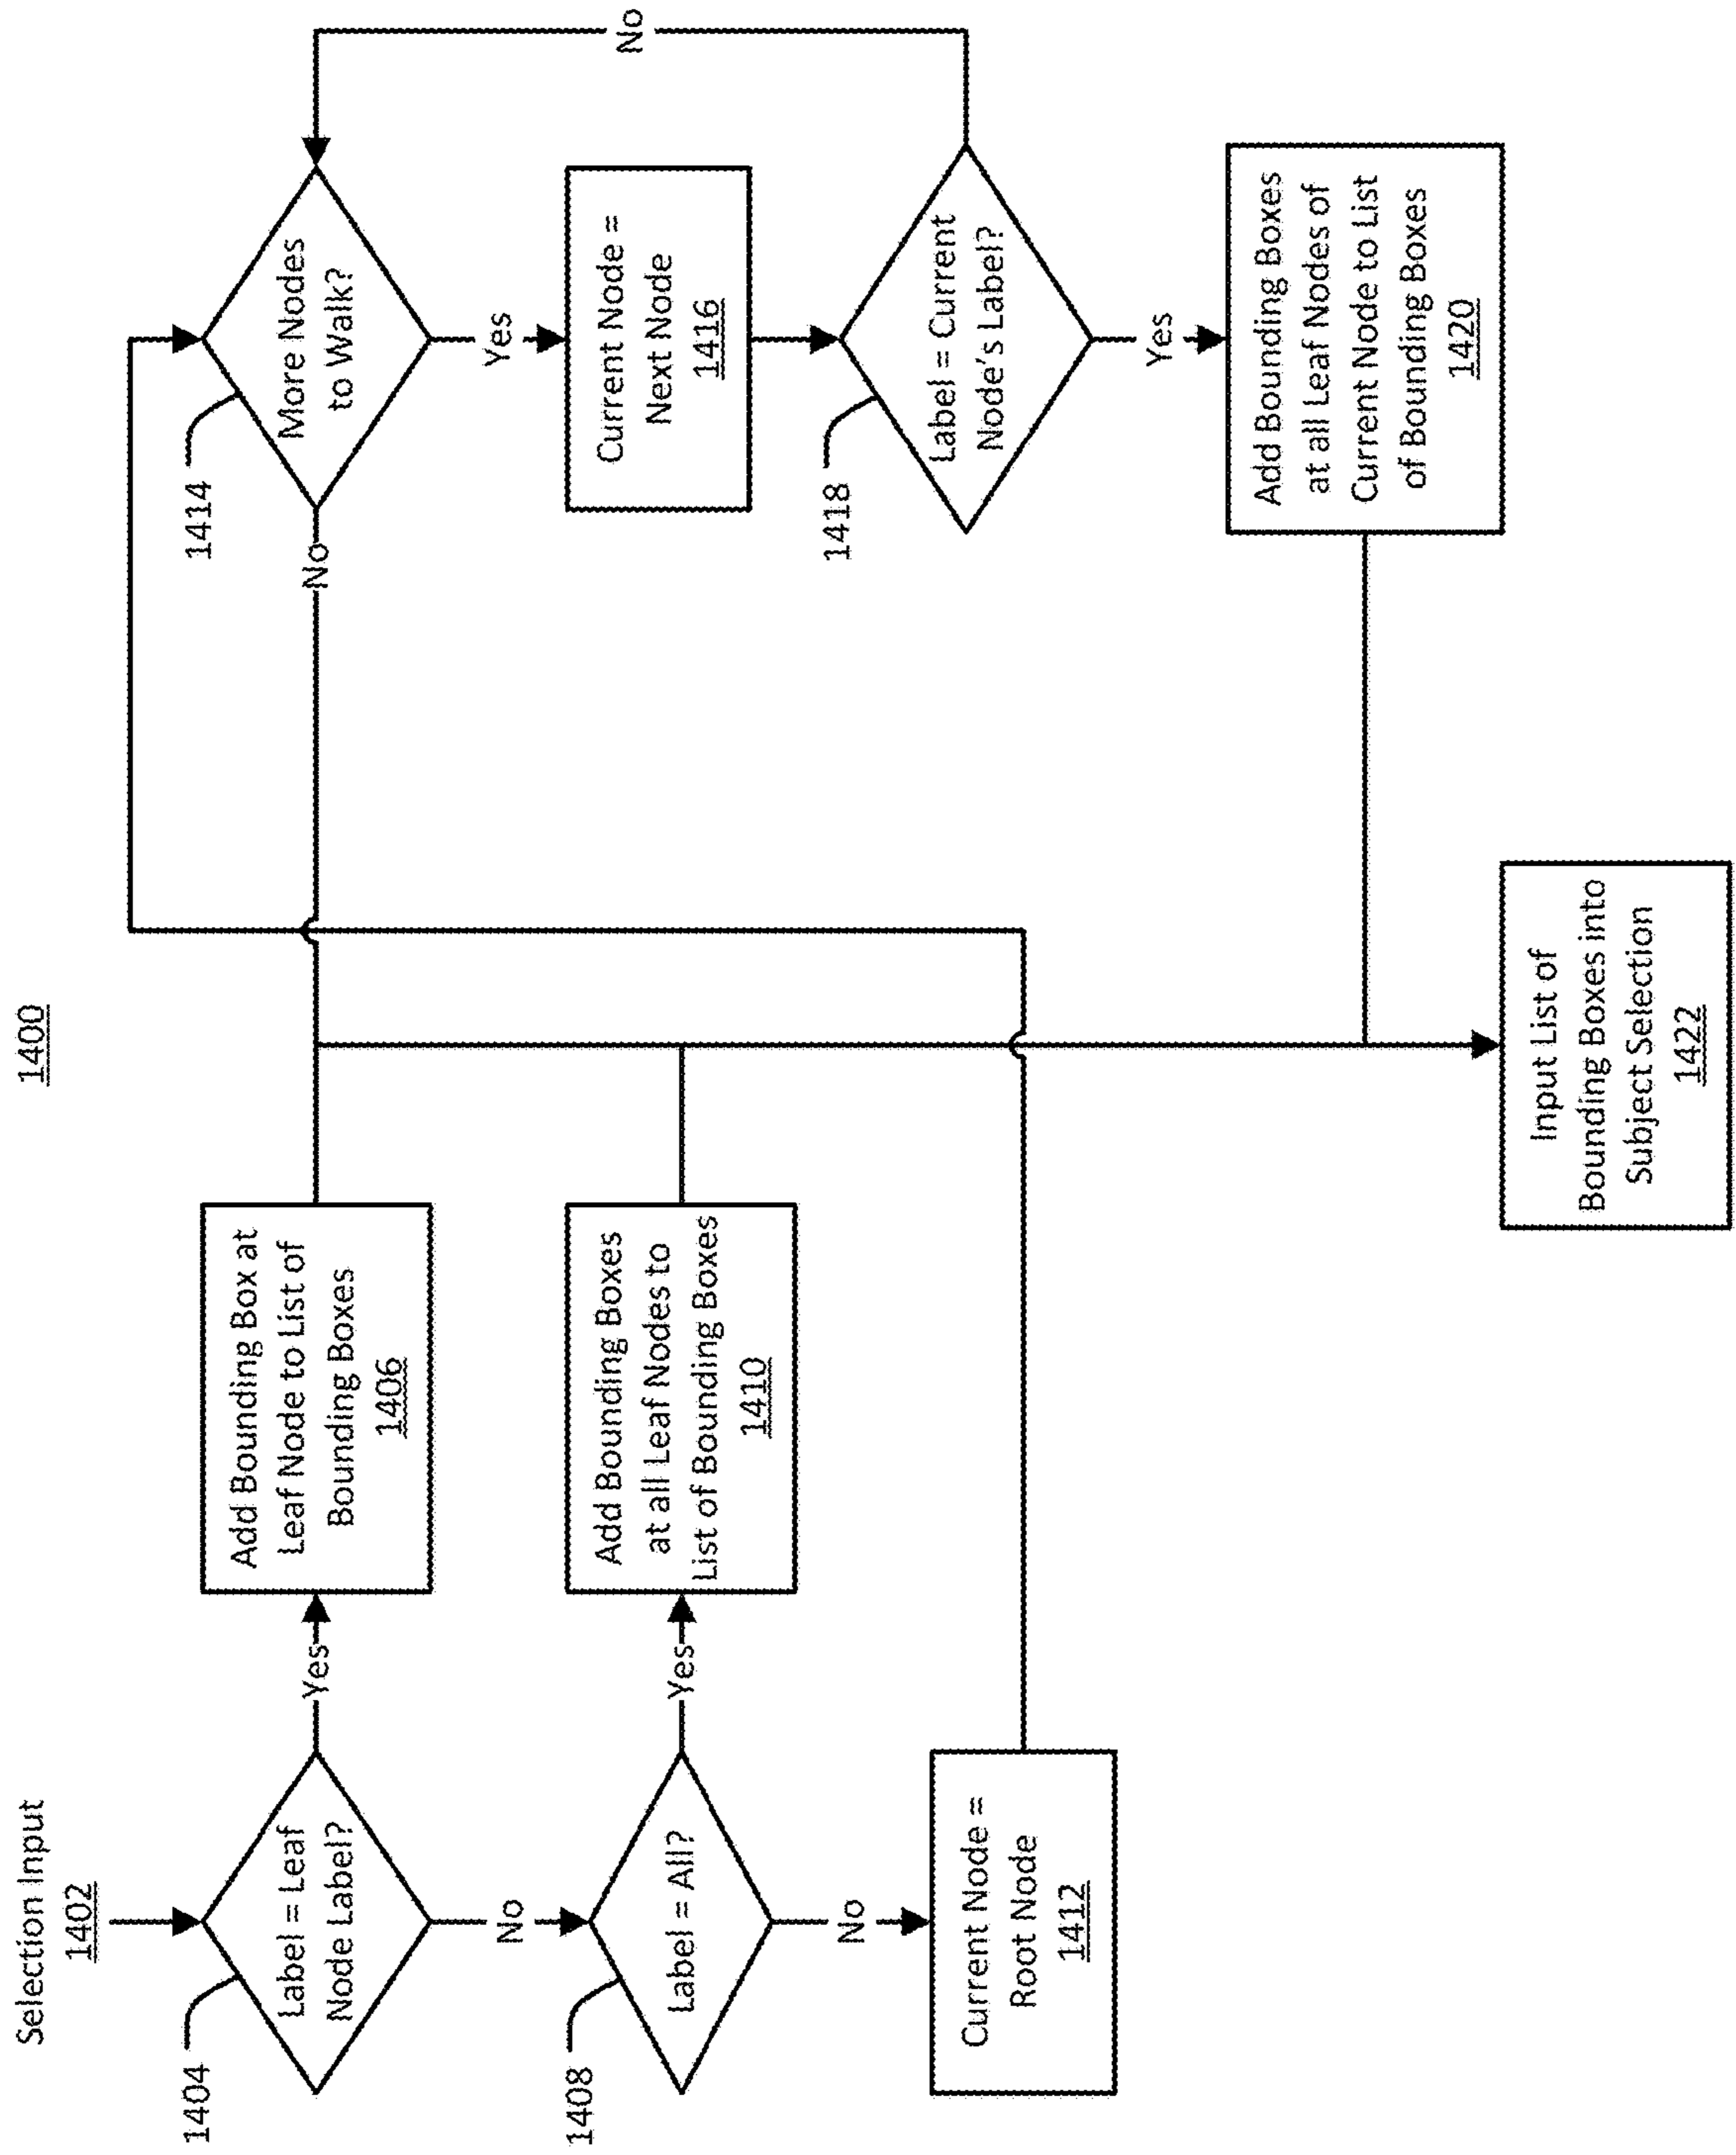 1400
Selection Input
1402
1404
Label = Leaf
Node Label?
Yes
Add Bounding Box at
Leaf Node to List of
Bounding Boxes
1406
No
1408
Label = All?
Yes
Add Bounding Boxes
at all Leaf Nodes to
List of Bounding Boxes
1410
No
Current Node =
Root Node
1412
1414
More Nodes
to Walk?
No
Yes
Current Node =
Next Node
1416
1418
Label = Current
Node's Label?
No
Yes
Add Bounding Boxes
at all Leaf Nodes of
Current Node to List
of Bounding Boxes
1420
Input List of
Bounding Boxes into
Subject Selection
1422